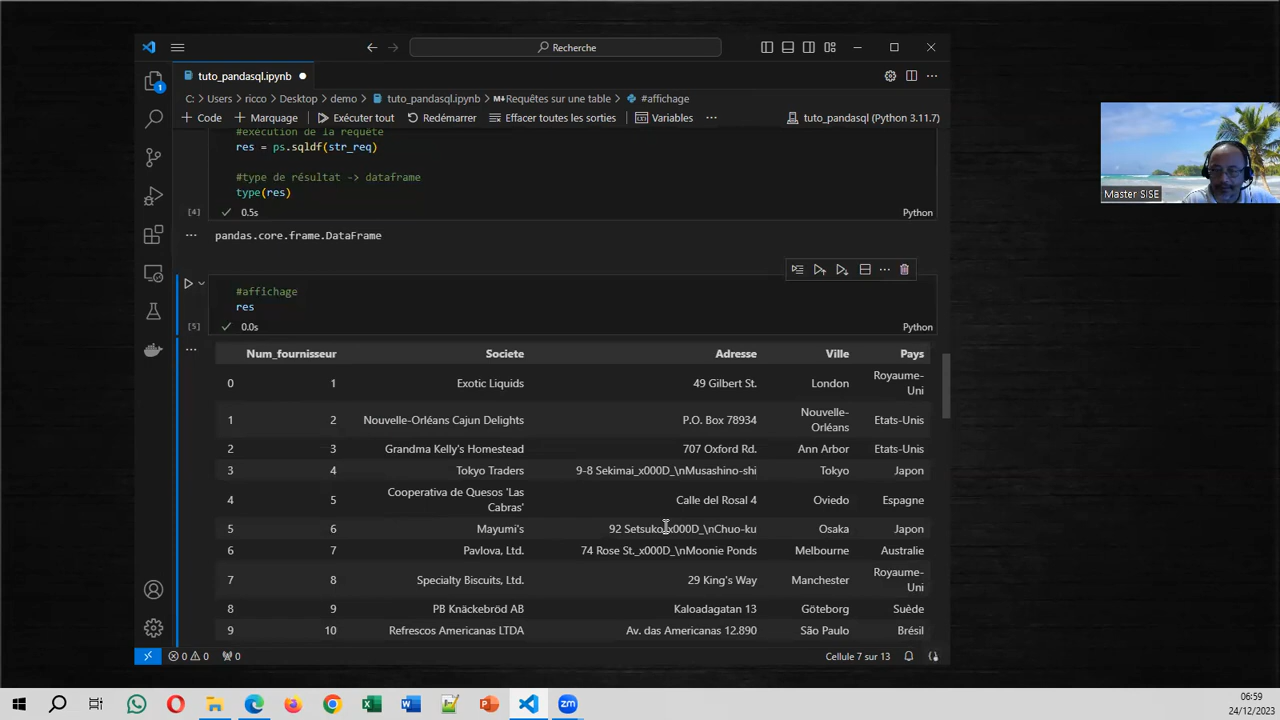 Recherche
tuto_pandasql.ipynb
C: > Users > ricco > Desktop > demo > tuto_pandasql.ipynb > M↓Requêtes sur une table > #affichage
Code
Marquage
Exécuter tout
Redémarrer
Effacer toutes les sorties
Variables
tuto_pandasql (Python 3.11.7)
Master SISE
#exécution de la requête
res = ps.sqldf(str_req)
#type de résultat -> dataframe
type(res)
[4]
0.5s
Python
pandas.core.frame.DataFrame
#affichage
res
[5]
0.0s
Python
Num_fournisseur Societe Adresse Ville Pays
0 1 Exotic Liquids 49 Gilbert St. London Royaume-
Uni
1 2 Nouvelle-Orléans Cajun Delights P.O. Box 78934 Nouvelle-
Orléans Etats-Unis
2 3 Grandma Kelly's Homestead 707 Oxford Rd. Ann Arbor Etats-Unis
3 4 Tokyo Traders 9-8 Sekimai_x000D_\nMusashino-shi Tokyo Japon
4 5 Cooperativa de Quesos 'Las
Cabras' Calle del Rosal 4 Oviedo Espagne
5 6 Mayumi's 92 Setsuko_x000D_\nChuo-ku Osaka Japon
6 7 Pavlova, Ltd. 74 Rose St._x000D_\nMoonie Ponds Melbourne Australie
7 8 Specialty Biscuits, Ltd. 29 King's Way Manchester Royaume-
Uni
8 9 PB Knäckebröd AB Kaloadagatan 13 Göteborg Suède
9 10 Refrescos Americanas LTDA Av. das Americanas 12.890 São Paulo Brésil
0 0 0
Cellule 7 sur 13
06:59
24/12/2023